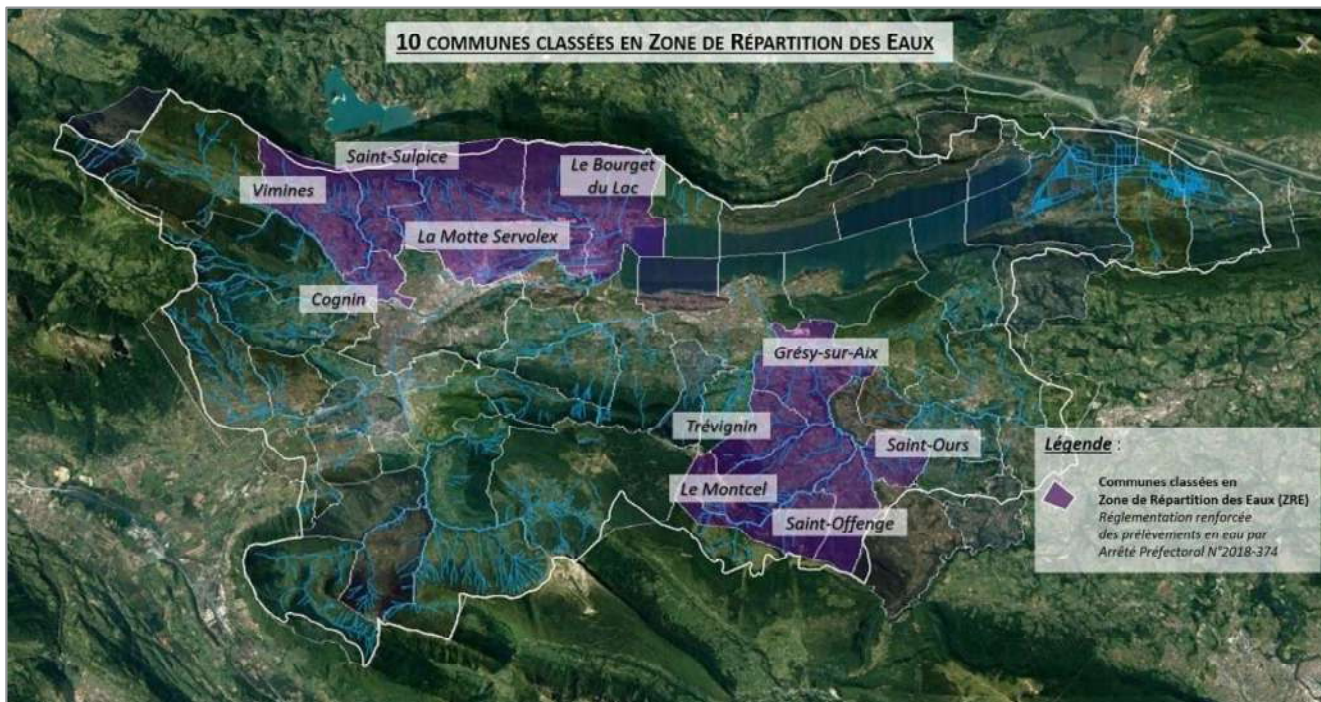 10 COMMUNES CLASSÉES EN ZONE DE RÉPARTITION DES EAUX
Saint-Sulpice
Le Bourget
du Lac
Vimines
La Motte Servolex
Cognin
Grésy-sur-Aix
Trévignin
Saint-Ours
Le Montcel
Saint-Offenge
Légende :
Communes classées en
Zone de Répartition des Eaux (ZRE)
Réglementation renforcée
des prélèvements en eau par
Arrêté Préfectoral N°2018-374